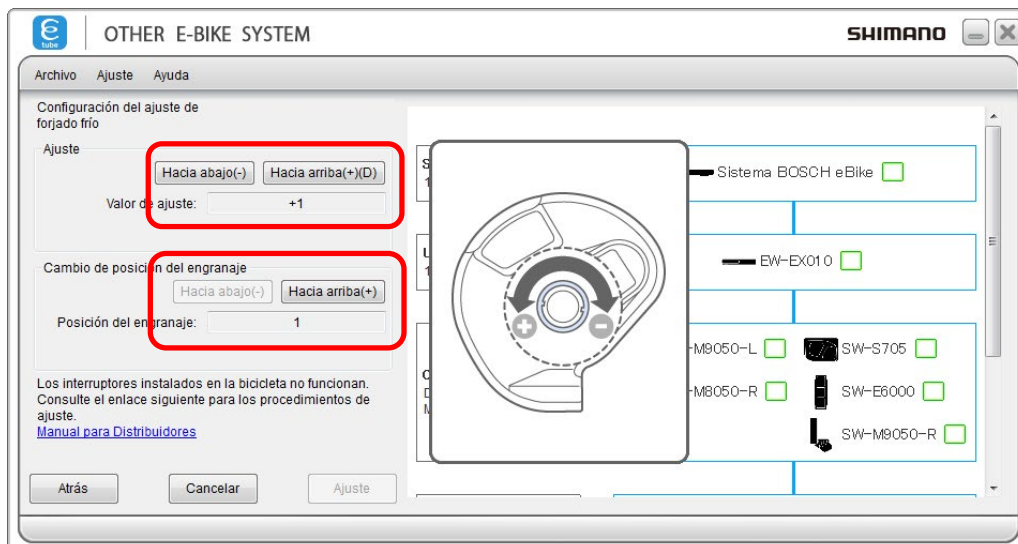 E
tube
OTHER E-BIKE SYSTEM
SHIMANO
Archivo Ajuste Ayuda
Configuración del ajuste de
forjado frío
Ajuste
Hacia abajo(-) Hacia arriba(+)(D)
Valor de ajuste: +1
Cambio de posición del engranaje
Hacia abajo(-) Hacia arriba(+)
Posición del engranaje: 1
Los interruptores instalados en la bicicleta no funcionan.
Consulte el enlace siguiente para los procedimientos de
ajuste.
Manual para Distribuidores
Atrás Cancelar Ajuste
+ -
Sistema BOSCH eBike
EW-EX010
-M9050-L SW-S705
-M8050-R SW-E6000
SW-M9050-R